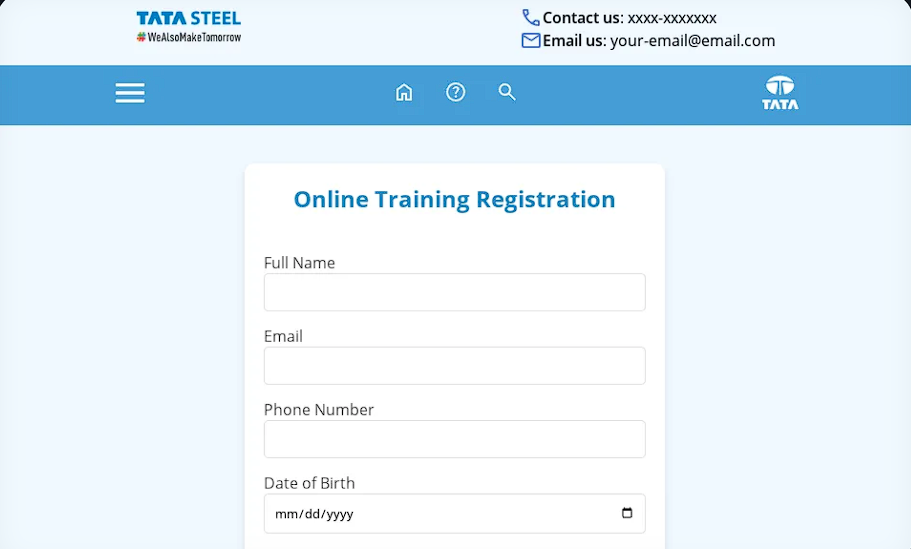 TATA STEEL
#WeAlsoMakeTomorrow
Contact us: xxxx-xxxxxxx
Email us: your-email@email.com
TATA
Online Training Registration
Full Name
Email
Phone Number
Date of Birth
mm/dd/yyyy